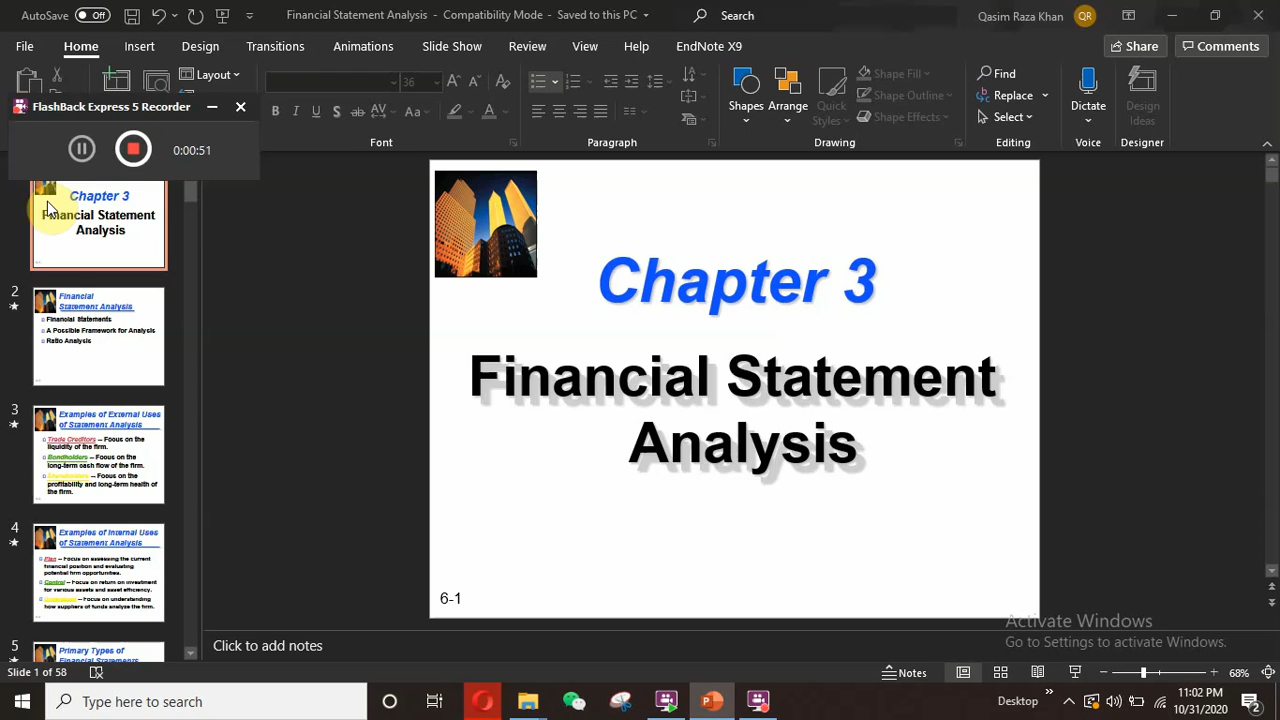 AutoSave Off Financial Statement Analysis - Compatibility Mode - Saved to this PC Search Qasim Raza Khan QR
File Home Insert Design Transitions Animations Slide Show Review View Help EndNote X9 Share Comments
Layout 36 Shapes Arrange Quick Styles Shape Fill Shape Outline Shape Effects Find Replace Select Dictate Design Ideas
Font Paragraph Drawing Editing Voice Designer
FlashBack Express 5 Recorder
0:00:51
Chapter 3
Financial Statement
Analysis
2
Financial
Statement Analysis
Financial Statements
A Possible Framework for Analysis
Ratio Analysis
3
Examples of External Uses
of Statement Analysis
Trade Creditors -- Focus on the
liquidity of the firm.
Bondholders -- Focus on the
long-term cash flow of the firm.
-- Focus on the
profitability and long-term health of
the firm.
4
Examples of Internal Uses
of Statement Analysis
Plan -- Focus on assessing the current
financial position and evaluating
potential firm opportunities.
Control -- Focus on return on investment
for various assets and asset efficiency.
-- Focus on understanding
how suppliers of funds analyze the firm.
5
Primary Types of
Financial Statements
Chapter 3
Financial Statement
Analysis
6-1
Click to add notes
Activate Windows
Go to Settings to activate Windows.
Slide 1 of 58 Notes 68%
Type here to search Desktop 11:02 PM
10/31/2020
2